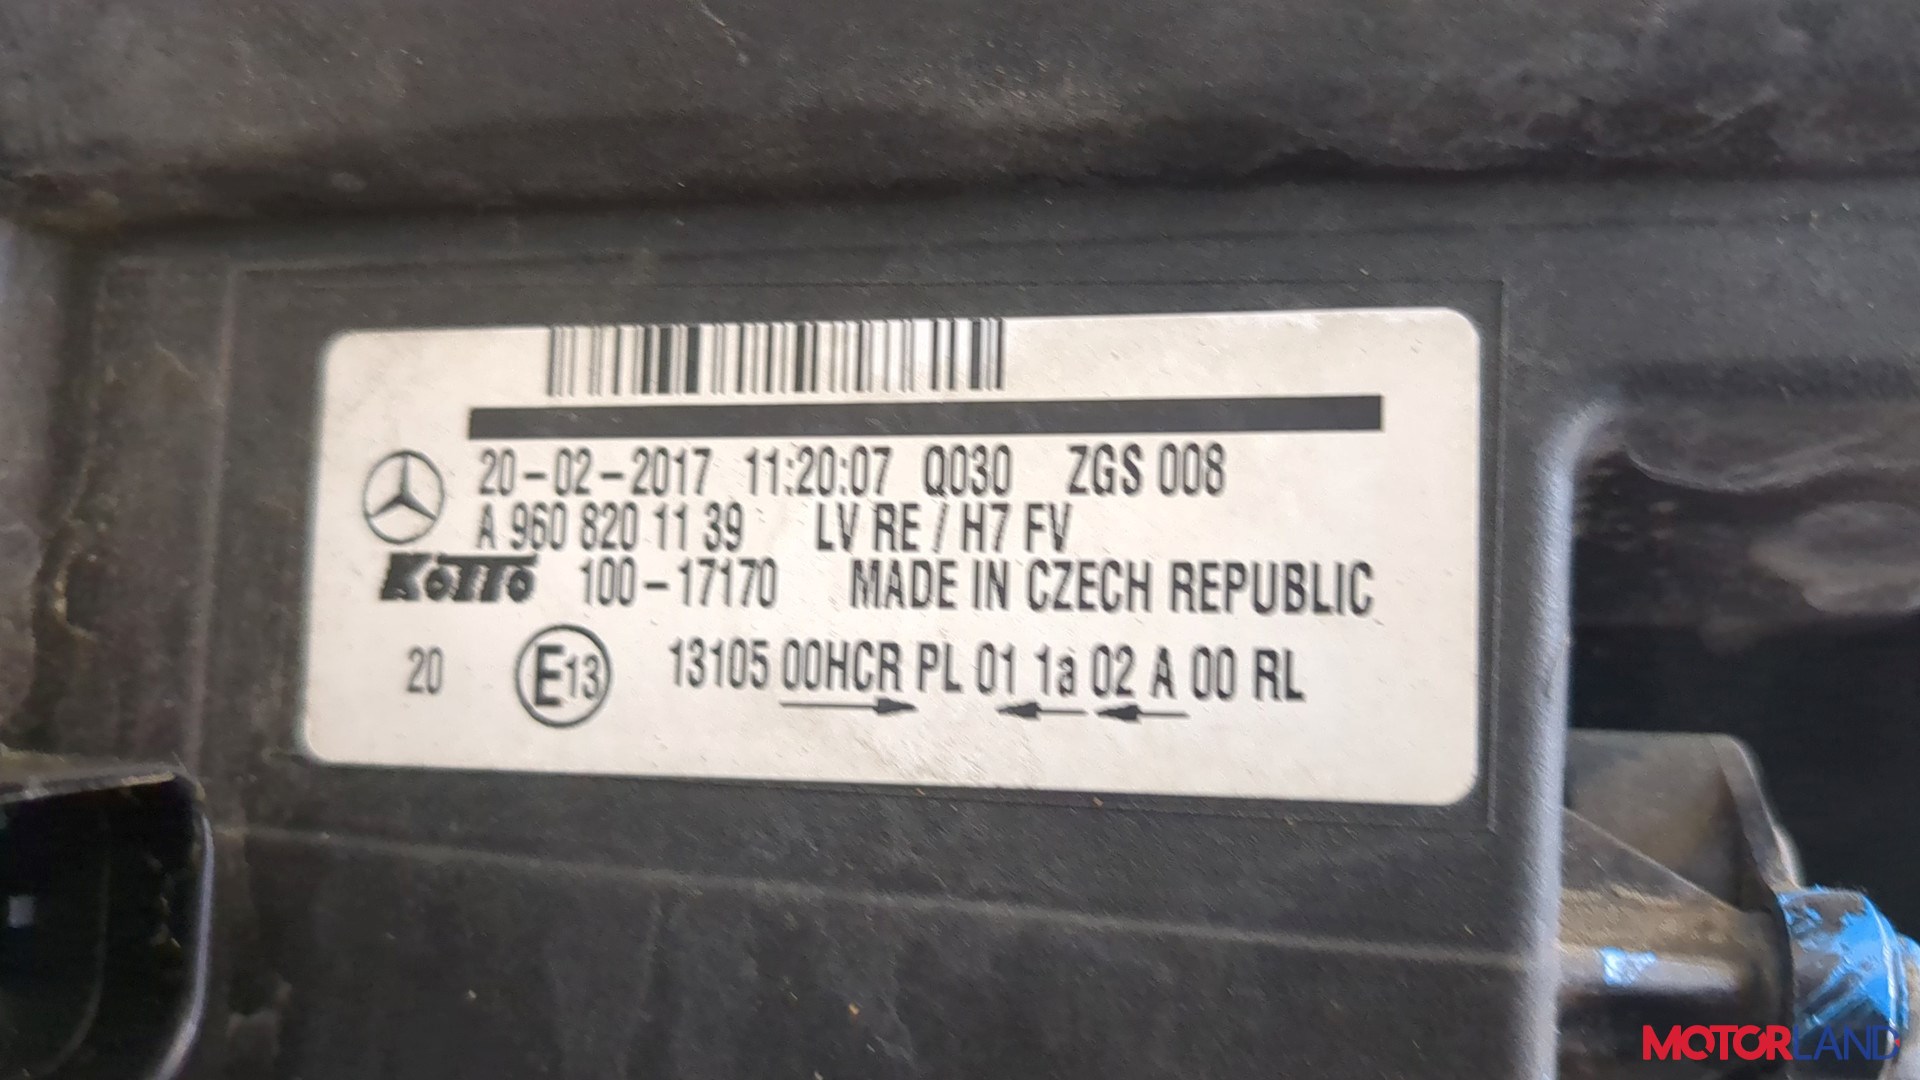 20-02-2017 11:20:07 Q030 ZGS 008
A 960 820 11 39 LV RE / H7 FV
KOITO 100-17170 MADE IN CZECH REPUBLIC
20 E13 13105 00HCR PL 01 1a 02 A 00 RL
MOTORLAND